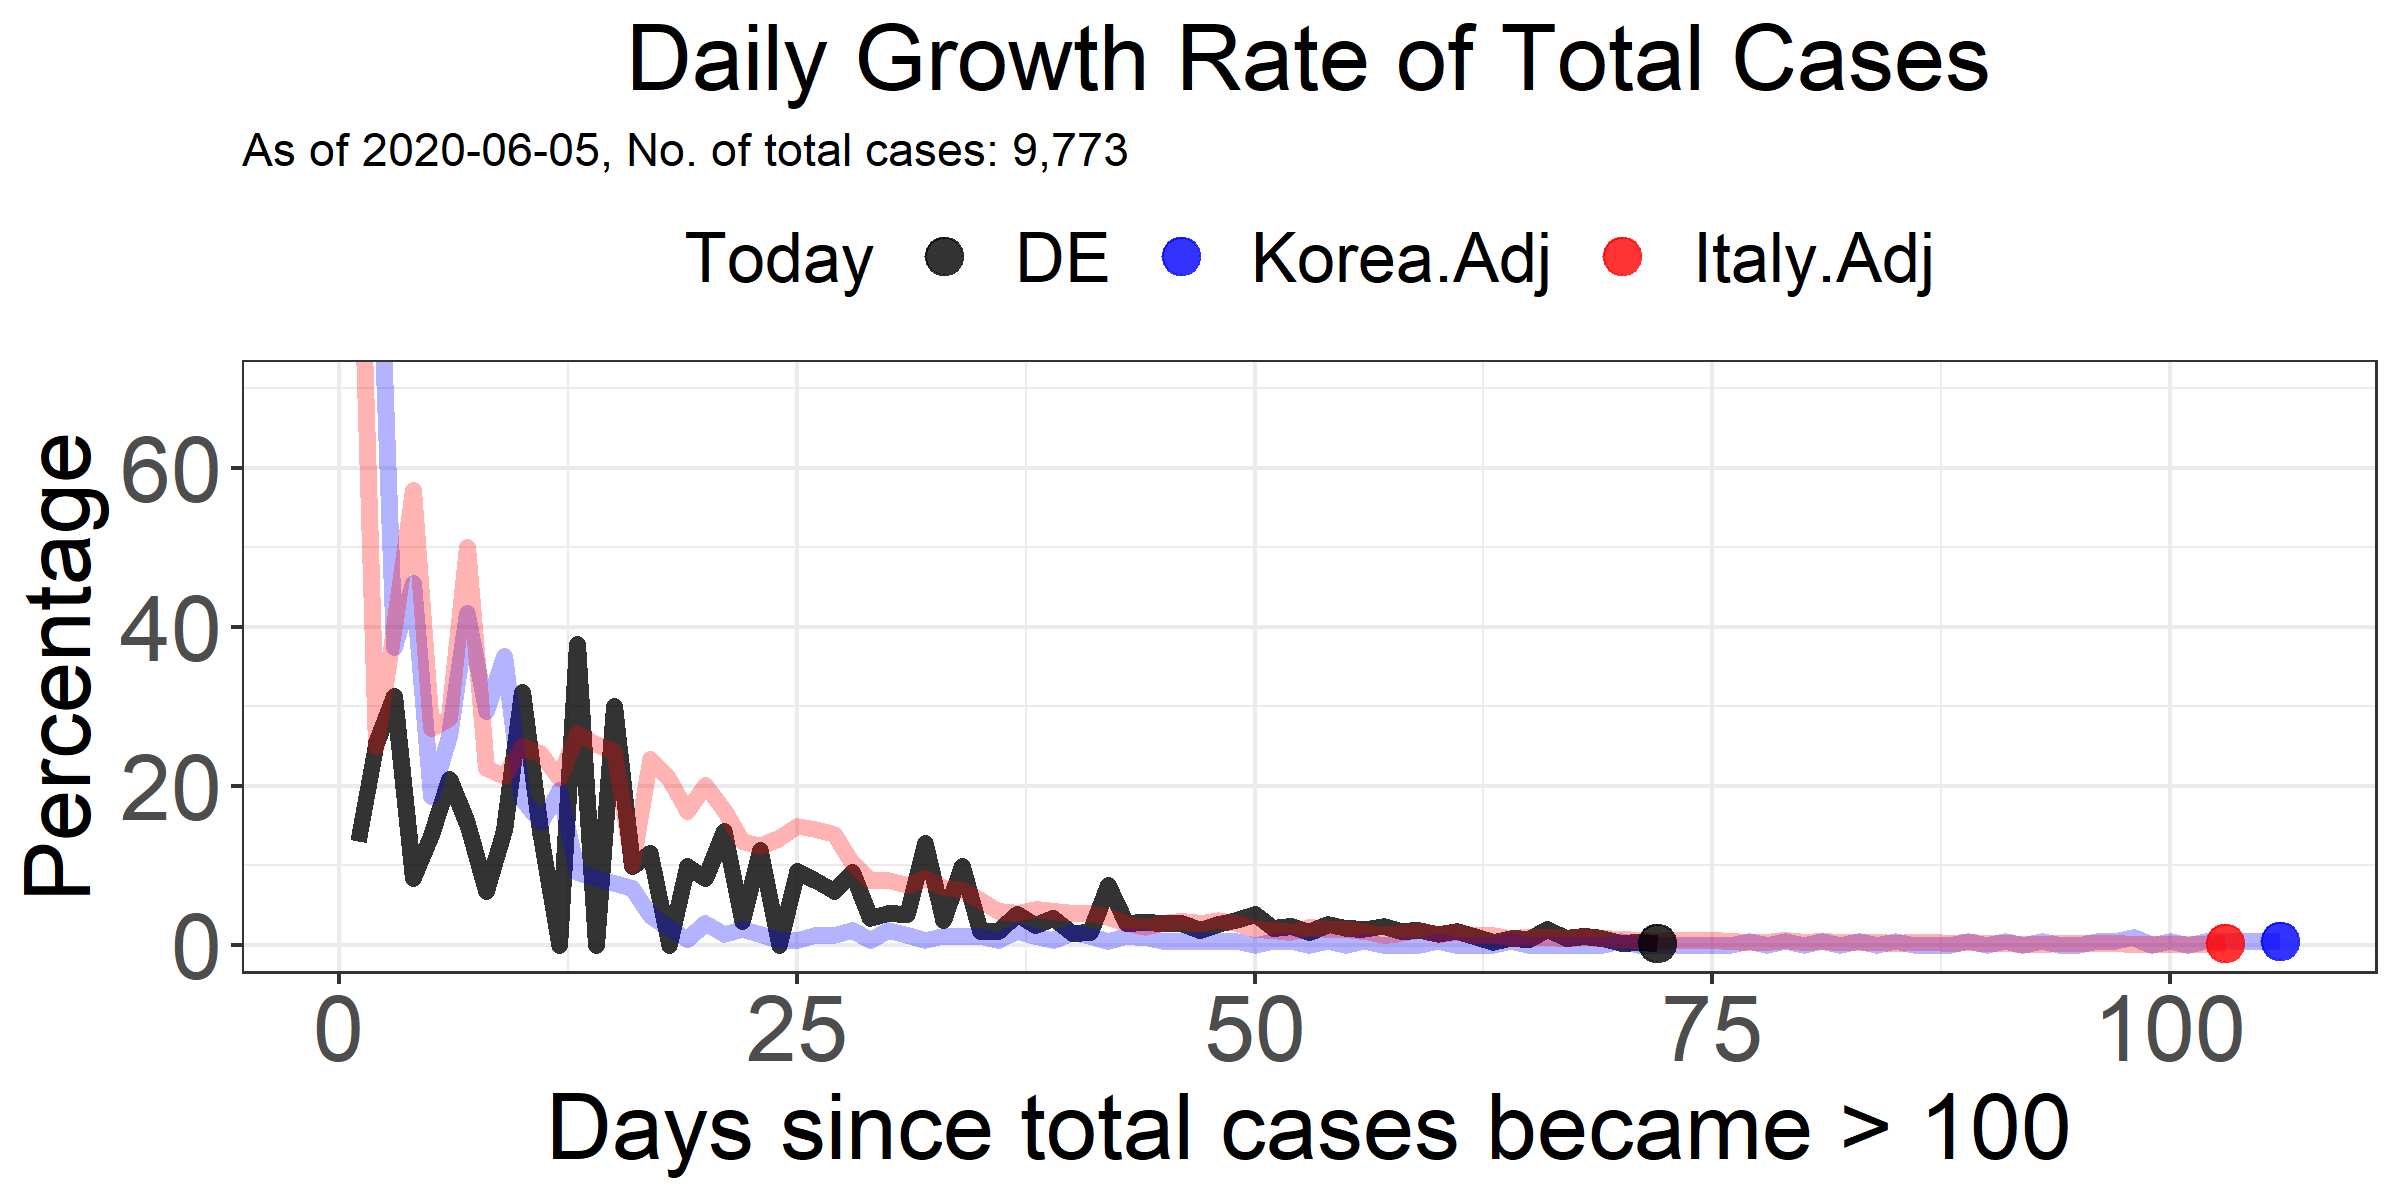 Daily Growth Rate of Total Cases
As of 2020-06-05, No. of total cases: 9,773
Today DE Korea.Adj Italy.Adj
Percentage
60
40
20
0
0 25 50 75 100
Days since total cases became > 100